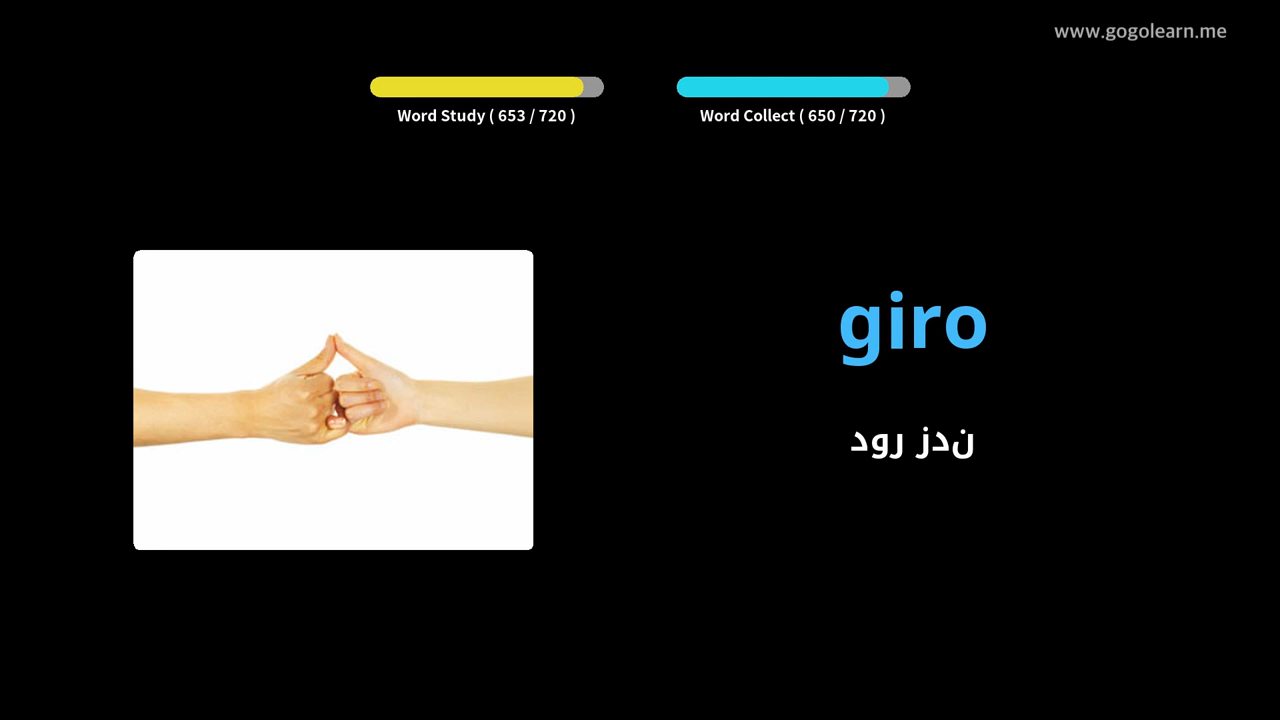 www.gogolearn.me
Word Study ( 653 / 720 )
Word Collect ( 650 / 720 )
giro
دور زدن